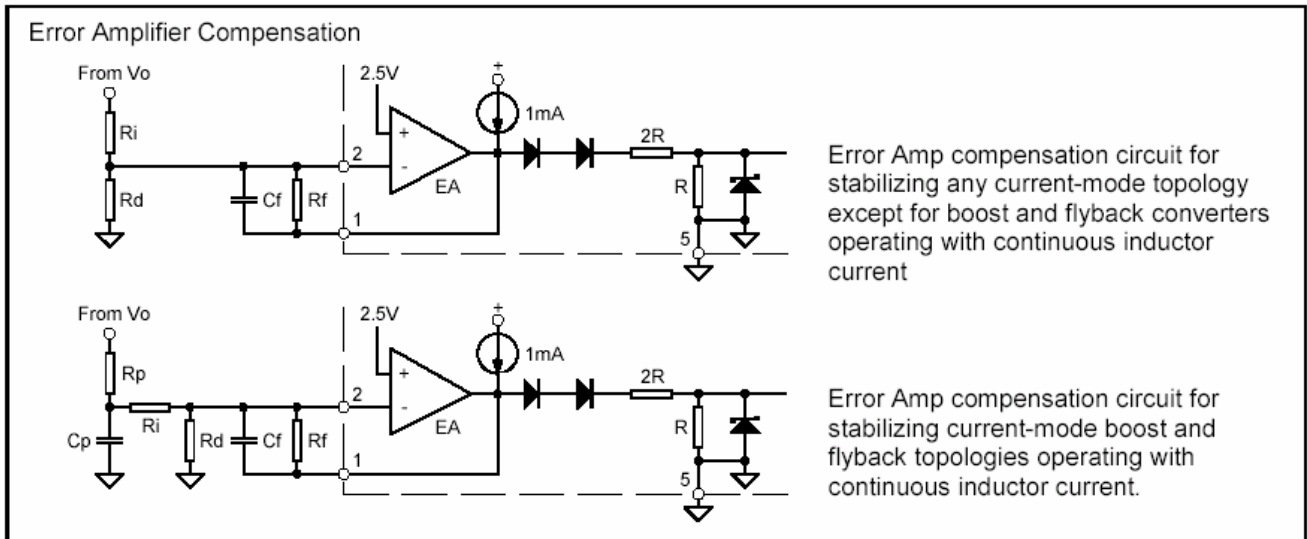 Error Amplifier Compensation
From Vo
2.5V
+
1mA
Ri
+
2R
2
-
Rd
Cf
Rf
EA
R
1
5
Error Amp compensation circuit for
stabilizing any current-mode topology
except for boost and flyback converters
operating with continuous inductor
current
From Vo
2.5V
+
1mA
Rp
+
2R
2
-
Ri
Cp
Rd
Cf
Rf
EA
R
1
5
Error Amp compensation circuit for
stabilizing current-mode boost and
flyback topologies operating with
continuous inductor current.